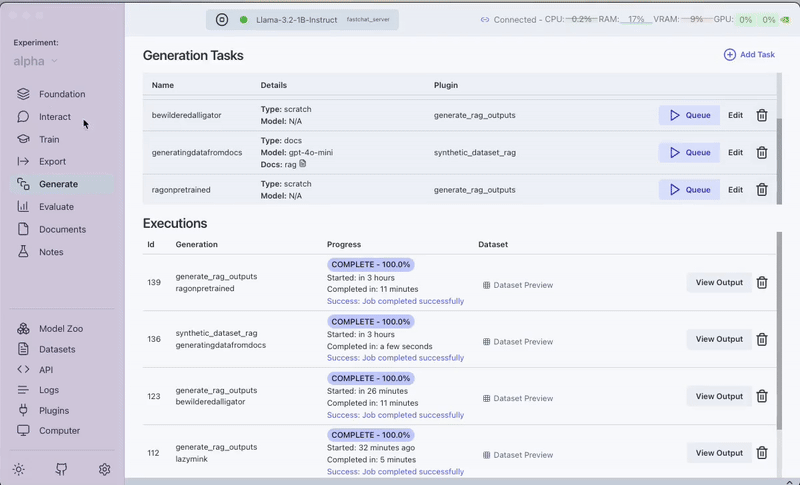 Llama-3.2-1B-Instruct fastchat_server
Connected - CPU: 0.2% RAM: 17% VRAM: 9% GPU: 0% 0%
Experiment:
alpha
Foundation
Interact
Train
Export
Generate
Evaluate
Documents
Notes
Model Zoo
Datasets
API
Logs
Plugins
Computer
Generation Tasks
Add Task
Name Details Plugin
bewilderedalligator
Type: scratch
Model: N/A
generate_rag_outputs
Queue Edit
generatingdatafromdocs
Type: docs
Model: gpt-4o-mini
Docs: rag
synthetic_dataset_rag
Queue Edit
ragonpretrained
Type: scratch
Model: N/A
generate_rag_outputs
Queue Edit
Executions
Id Generation Progress Dataset
139
generate_rag_outputs
ragonpretrained
COMPLETE - 100.0%
Started: in 3 hours
Completed in: 11 minutes
Success: Job completed successfully
Dataset Preview
View Output
136
synthetic_dataset_rag
generatingdatafromdocs
COMPLETE - 100.0%
Started: in 3 hours
Completed in: a few seconds
Success: Job completed successfully
Dataset Preview
View Output
123
generate_rag_outputs
bewilderedalligator
COMPLETE - 100.0%
Started: in 26 minutes
Completed in: 11 minutes
Success: Job completed successfully
Dataset Preview
View Output
112
generate_rag_outputs
lazymink
COMPLETE - 100.0%
Started: 32 minutes ago
Completed in: 5 minutes
Success: Job completed successfully
Dataset Preview
View Output